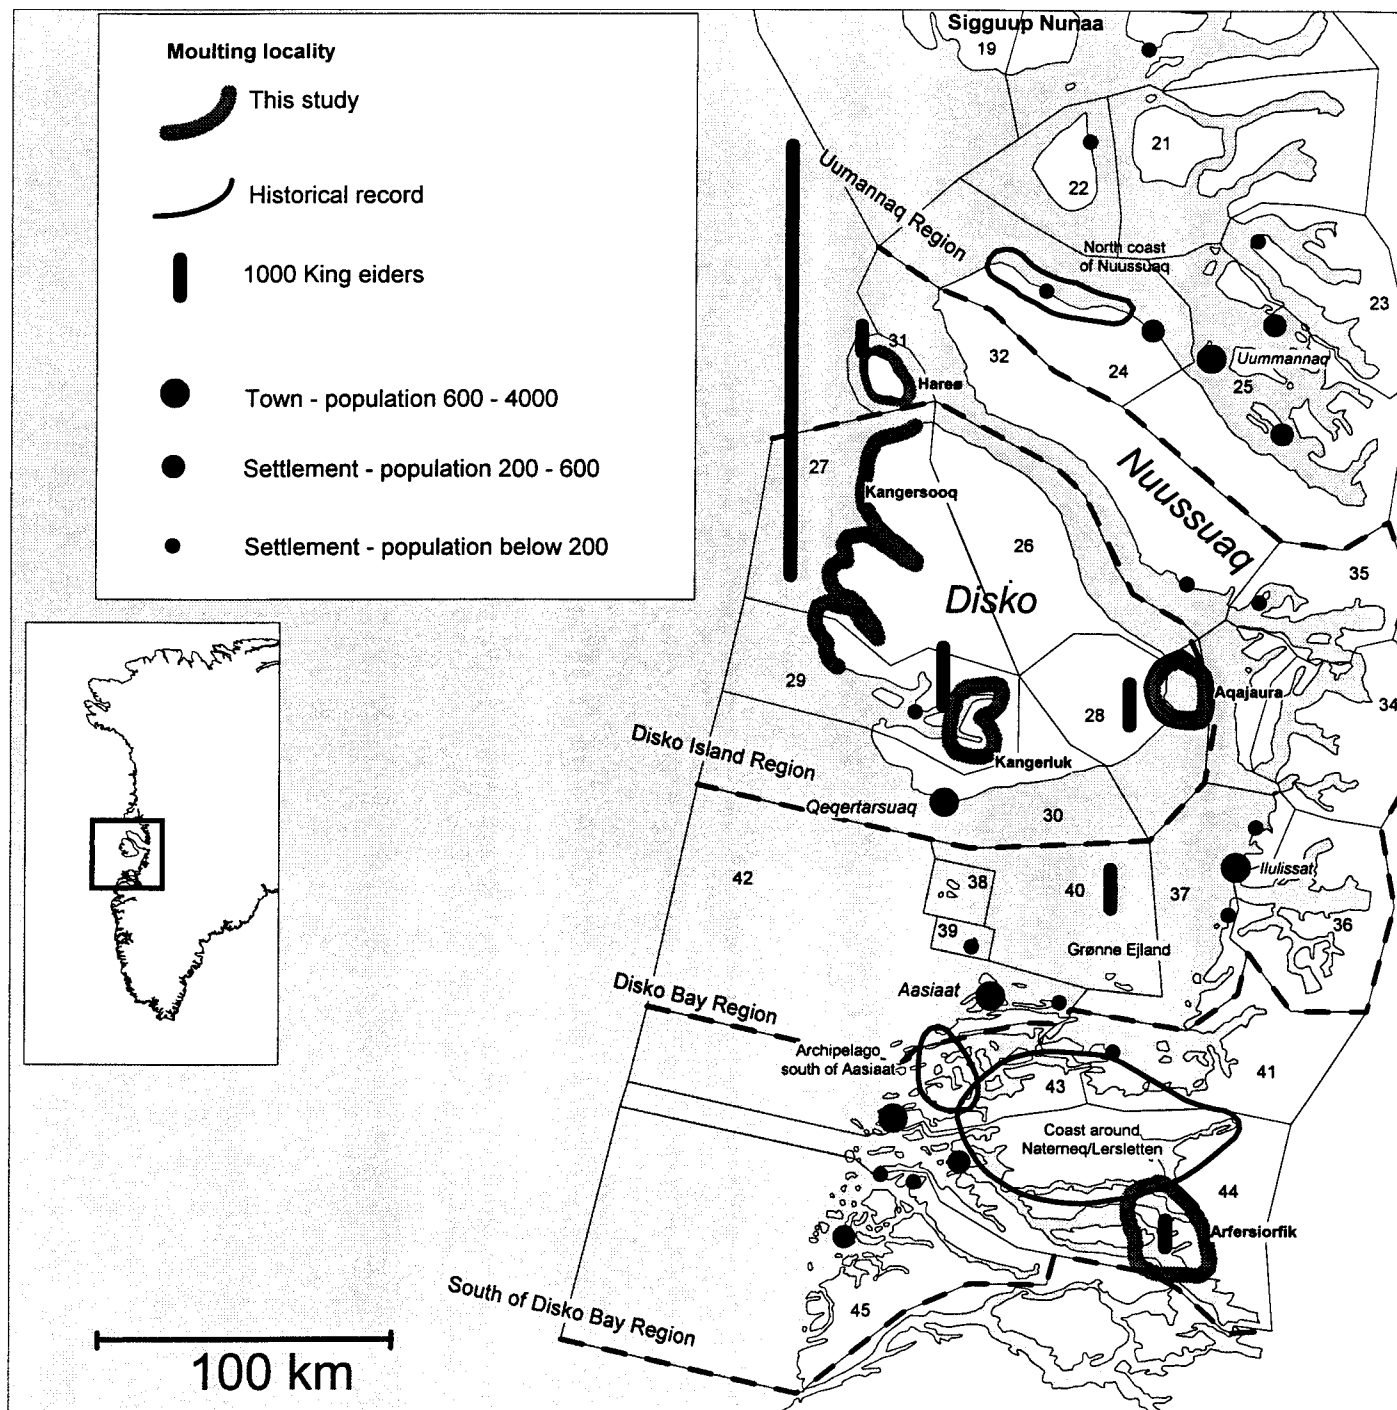 Moulting locality
This study
Historical record
1000 King eiders
Town - population 600 - 4000
Settlement - population 200 - 600
Settlement - population below 200
100 km
Sigguup Nunaa
19
21
22
Uumannaq Region
North coast
of Nuussuaq
23
31
32
24
25
Uummannaq
Hareø
27
Kangersooq
Nuussuaq
26
35
Disko
29
28
Aqajaura
34
Kangerluk
Disko Island Region
Qeqertarsuaq
30
42
38
40
37
Ilulissat
39
36
Grønne Ejland
Aasiaat
Disko Bay Region
Archipelago
south of Aasiaat
43
41
Coast around
Naterneq/Lersletten
44
Arfersiorfik
45
South of Disko Bay Region